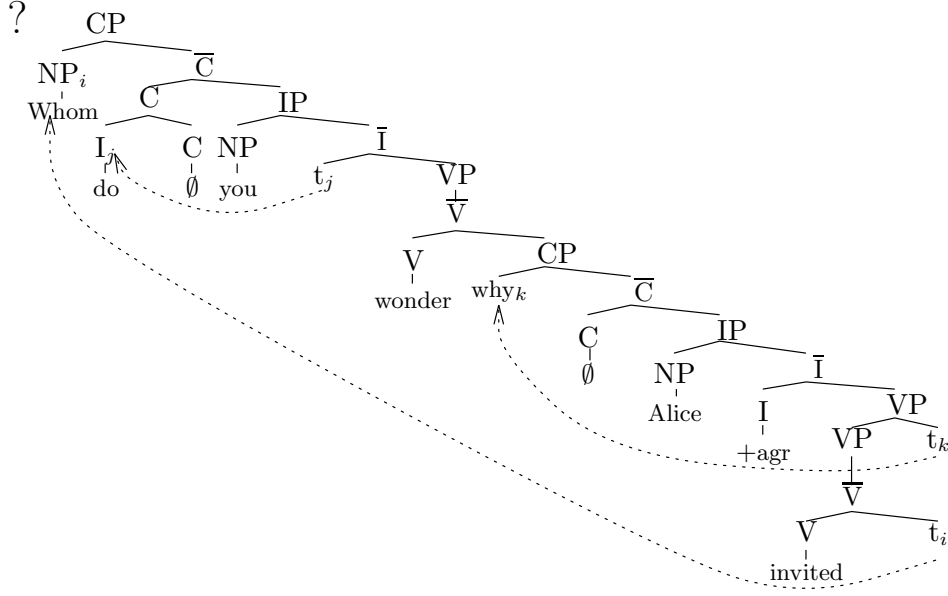 ? CP
NP_i C̅
Whom C IP
I_j C NP I̅
do ∅ you t_j VP
V̅
V CP
wonder why_k C̅
C IP
∅ NP I̅
Alice I VP
+agr VP t_k
V̅
V t_i
invited